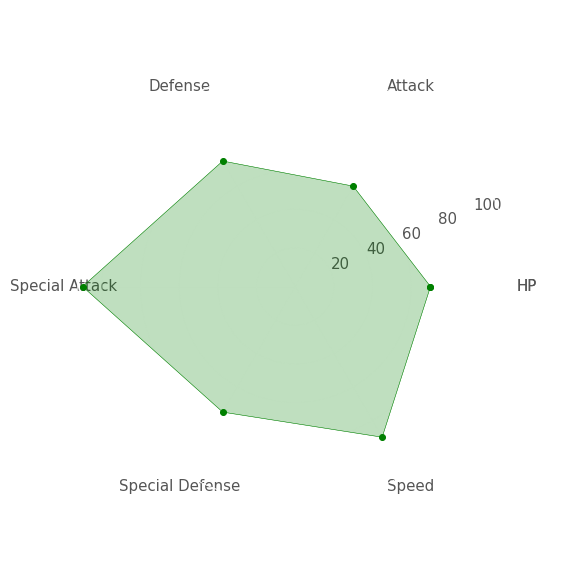 Defense
Attack
100
80
60
40
20
Special Attack
HP
Special Defense
Speed